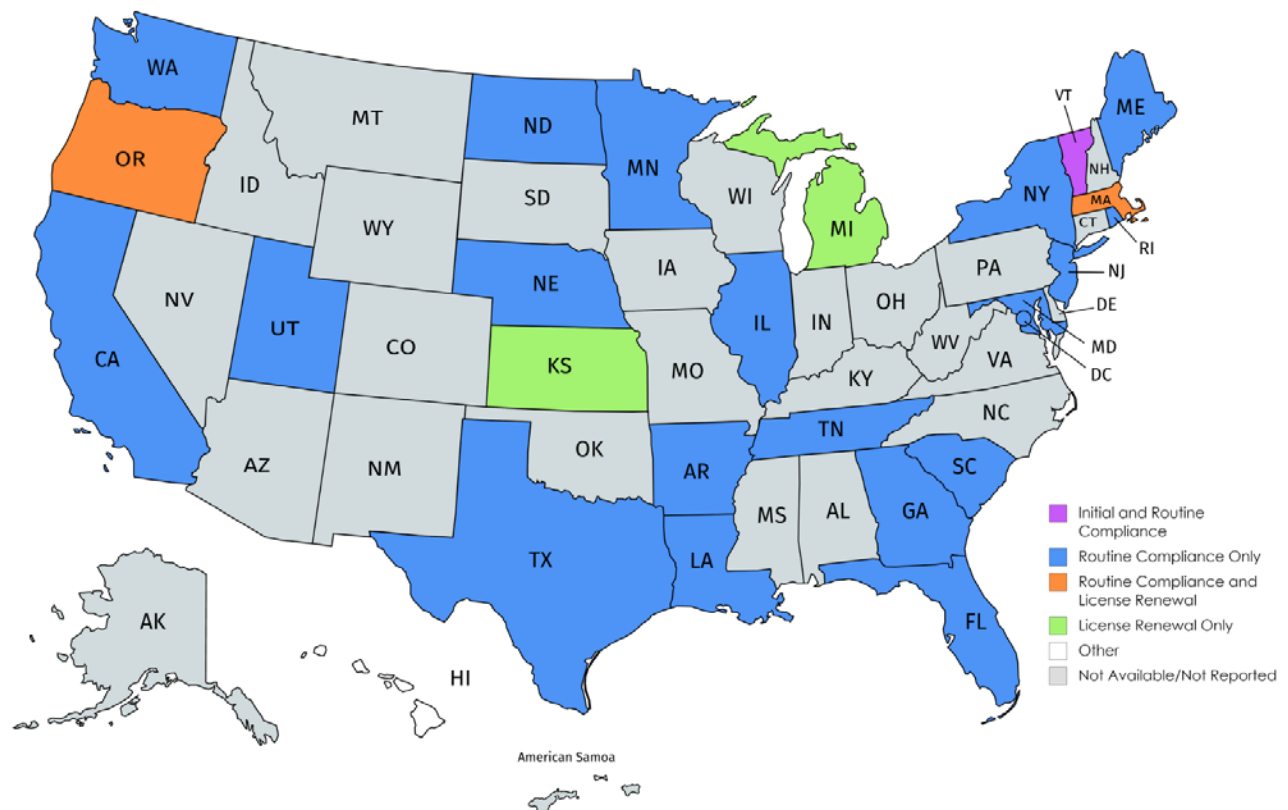 WA
MT
ND
MN
OR
ID
SD
WI
MI
WY
VT
ME
NH
NY
MA
CT
RI
NV
UT
CO
NE
IA
IL
IN
OH
PA
NJ
DE
MD
DC
WV
VA
KY
CA
KS
MO
TN
NC
AZ
NM
OK
AR
SC
MS
AL
GA
TX
LA
FL
AK
HI
American Samoa
Initial and Routine
Compliance
Routine Compliance Only
Routine Compliance and
License Renewal
License Renewal Only
Other
Not Available/Not Reported